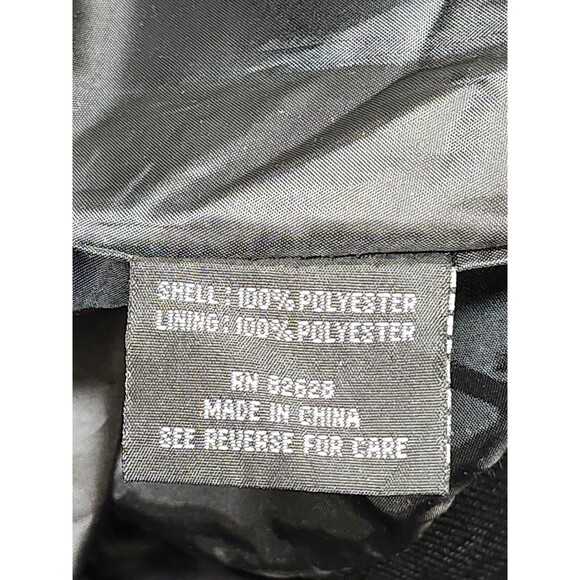 SHELL : 100% POLYESTER
LINING : 100% POLYESTER
RN 82628
MADE IN CHINA
SEE REVERSE FOR CARE